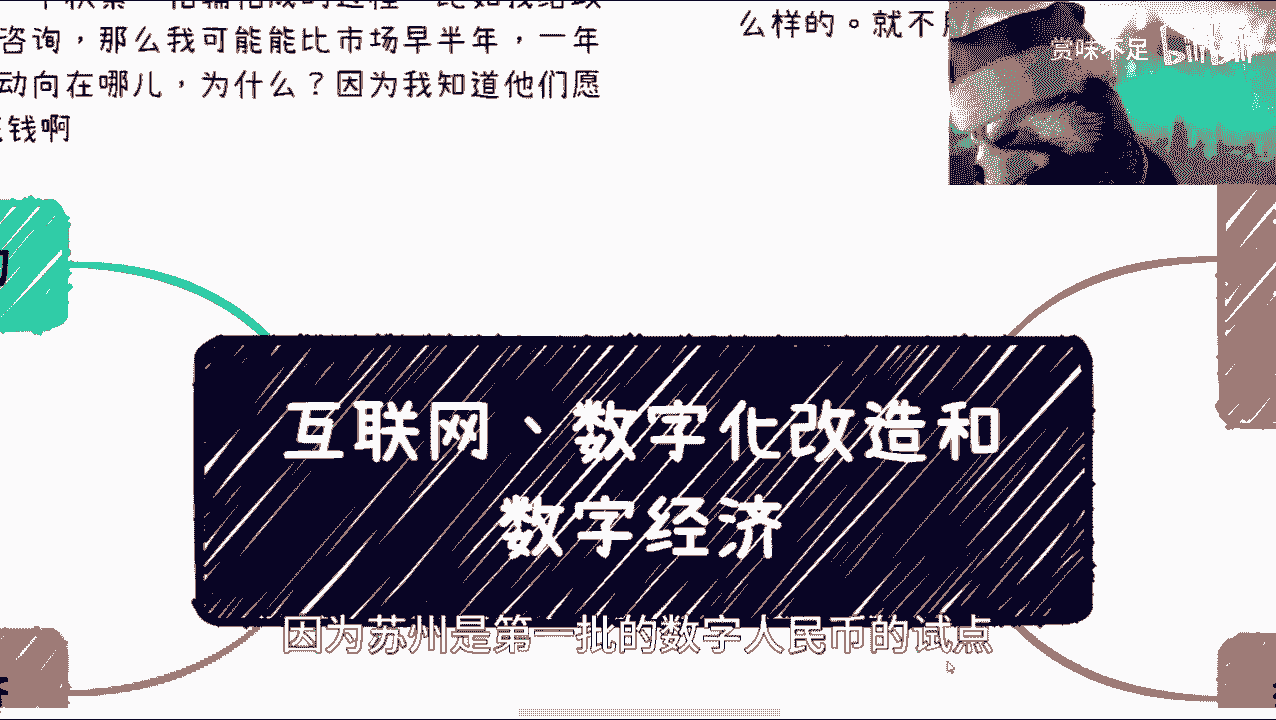 咨询，那么我可能能比市场早半年，一年
动向在哪儿，为什么？因为我知道他们愿
钱啊
么样的。就不
赏味不足 bilibili
互联网、数字化改造和
数字经济
因为苏州是第一批的数字人民币的试点